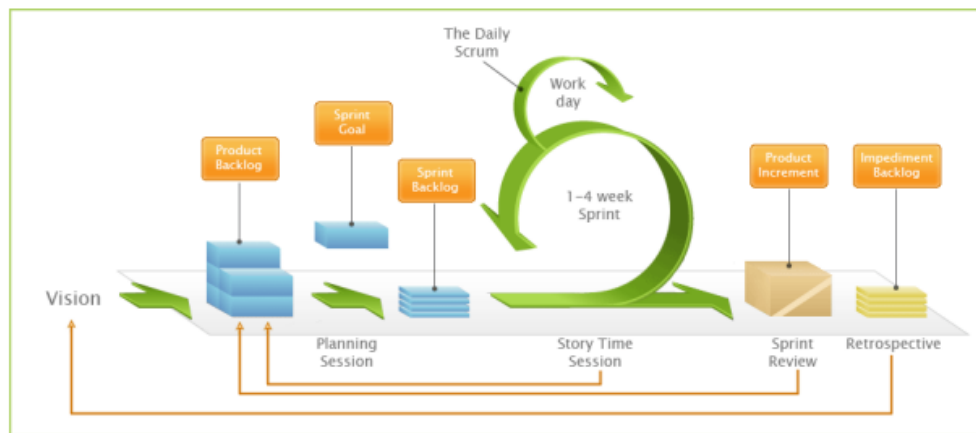 The Daily
Scrum
Work
day
Sprint
Goal
Product
Backlog
Sprint
Backlog
Product
Increment
Impediment
Backlog
1-4 week
Sprint
Vision
Planning
Session
Story Time
Session
Sprint
Review
Retrospective